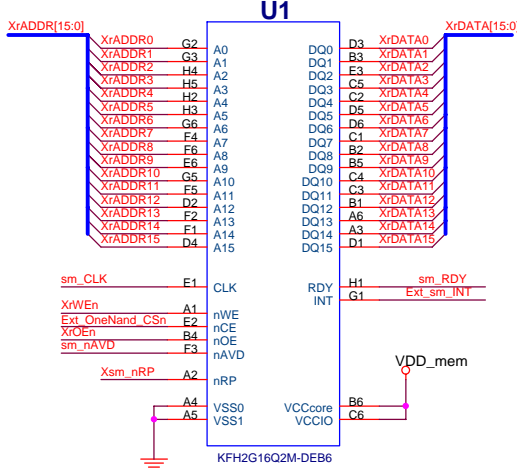 U1
XrADDR[15:0] XrDATA[15:0]
XrADDR0 G2 A0 DQ0 D3 XrDATA0
XrADDR1 G3 A1 DQ1 B3 XrDATA1
XrADDR2 H4 A2 DQ2 E3 XrDATA2
XrADDR3 H5 A3 DQ3 C5 XrDATA3
XrADDR4 H2 A4 DQ4 C2 XrDATA4
XrADDR5 H3 A5 DQ5 D5 XrDATA5
XrADDR6 G6 A6 DQ6 D6 XrDATA6
XrADDR7 F4 A7 DQ7 C1 XrDATA7
XrADDR8 F6 A8 DQ8 B2 XrDATA8
XrADDR9 E6 A9 DQ9 B5 XrDATA9
XrADDR10 G5 A10 DQ10 C4 XrDATA10
XrADDR11 F5 A11 DQ11 C3 XrDATA11
XrADDR12 D2 A12 DQ12 B1 XrDATA12
XrADDR13 F2 A13 DQ13 A6 XrDATA13
XrADDR14 F1 A14 DQ14 A3 XrDATA14
XrADDR15 D4 A15 DQ15 D1 XrDATA15
sm_CLK E1 CLK RDY H1 sm_RDY
INT G1 Ext_sm_INT
XrWEn A1 nWE
Ext_OneNand_CSn E2 nCE
XrOEn B4 nOE
sm_nAVD F3 nAVD
VDD_mem
Xsm_nRP A2 nRP
A4 VSS0 VCCcore B6
A5 VSS1 VCCIO C6
KFH2G16Q2M-DEB6